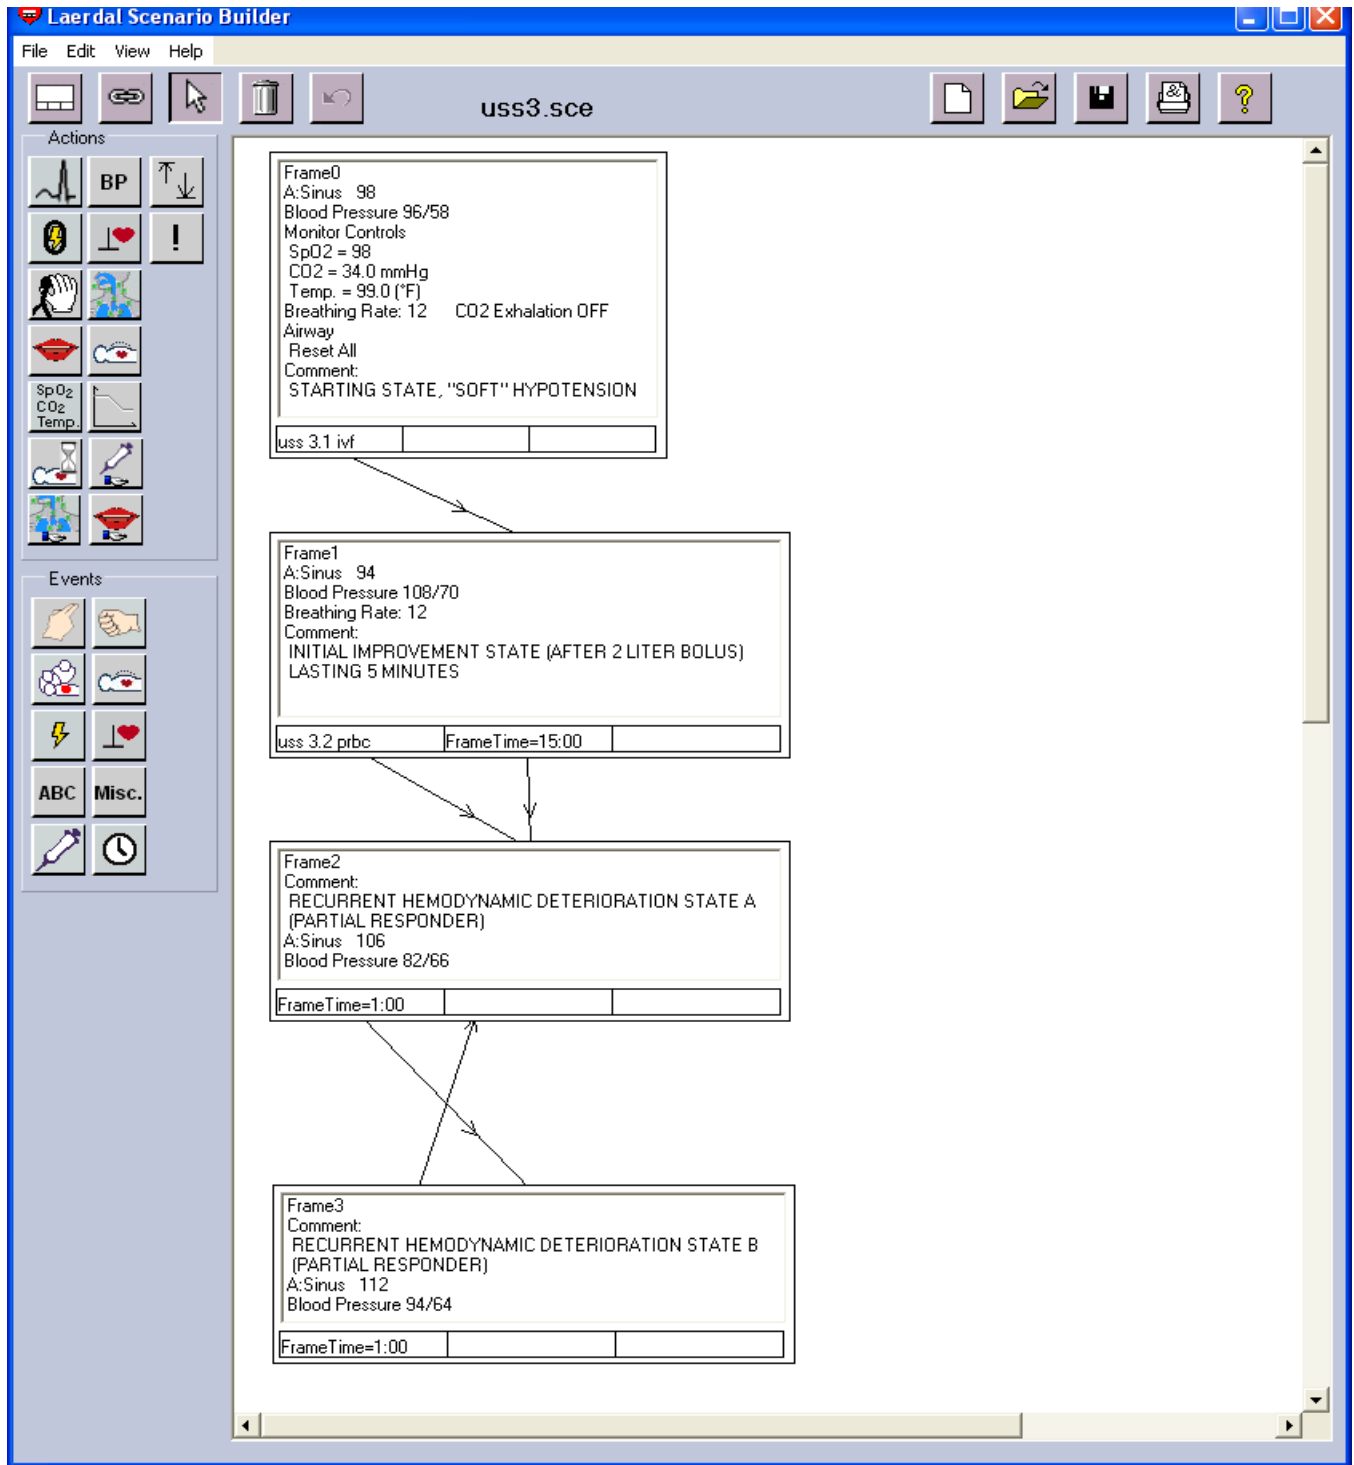 Laerdal Scenario Builder
File Edit View Help
uss3.sce
&
?
Actions
BP
!
SpO2
CO2
Temp.
Events
ABC
Misc.
Frame0
A:Sinus 98
Blood Pressure 96/58
Monitor Controls
SpO2 = 98
CO2 = 34.0 mmHg
Temp. = 99.0 (°F)
Breathing Rate: 12 CO2 Exhalation OFF
Airway
Reset All
Comment:
STARTING STATE, "SOFT" HYPOTENSION
uss 3.1 ivf
Frame1
A:Sinus 94
Blood Pressure 108/70
Breathing Rate: 12
Comment:
INITIAL IMPROVEMENT STATE (AFTER 2 LITER BOLUS)
LASTING 5 MINUTES
uss 3.2 prbc FrameTime=15:00
Frame2
Comment:
RECURRENT HEMODYNAMIC DETERIORATION STATE A
(PARTIAL RESPONDER)
A:Sinus 106
Blood Pressure 82/66
FrameTime=1:00
Frame3
Comment:
RECURRENT HEMODYNAMIC DETERIORATION STATE B
(PARTIAL RESPONDER)
A:Sinus 112
Blood Pressure 94/64
FrameTime=1:00